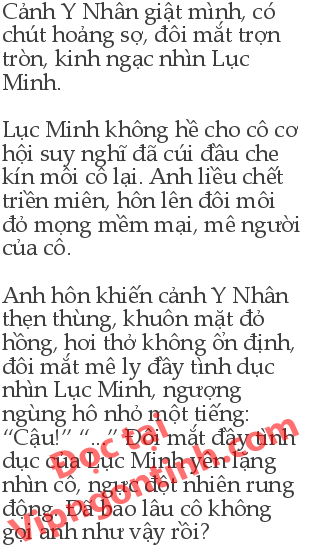 Cảnh Y Nhân giật mình, có
chút hoảng sợ, đôi mắt trợn
tròn, kinh ngạc nhìn Lục
Minh.
Lục Minh không hề cho cô cơ
hội suy nghĩ đã cúi đầu che
kín môi cô lại. Anh liều chết
triền miên, hôn lên đôi môi
đỏ mọng mềm mại, mê người
của cô.
Anh hôn khiến cảnh Y Nhân
thẹn thùng, khuôn mặt đỏ
hồng, hơi thở không ổn định,
đôi mắt mê ly đầy tình dục
nhìn Lục Minh, ngượng
ngùng hô nhỏ một tiếng:
“Cậu!” “...” Đôi mắt đầy tình
dục của Lục Minh yên lặng
nhìn cô, ngực đột nhiên rung
động. Đã bao lâu cô không
gọi anh như vậy rồi?
Đọc tại
Vipngontinh.com